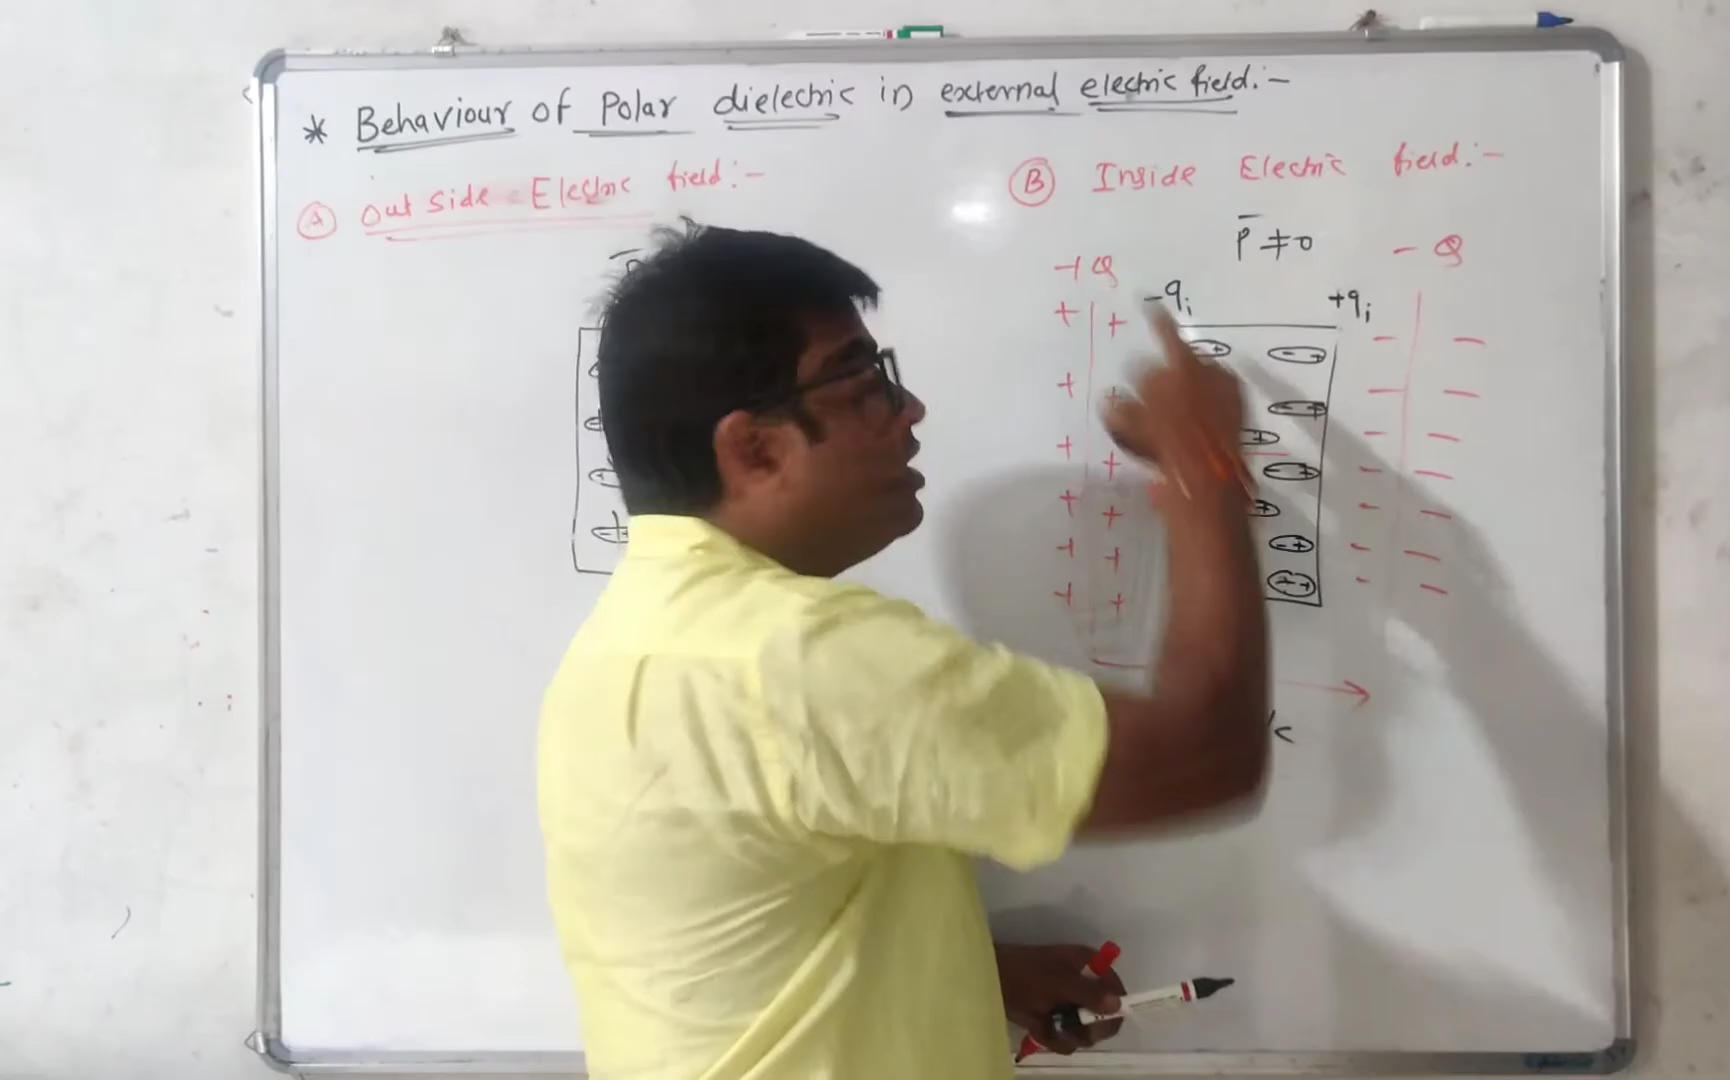 * Behaviour of Polar dielectric in external electric field:-
(A) Out Side Electric field:-
(B) Inside Electric field:-
P ≠ 0
+Q
- Q
-qi
+qi